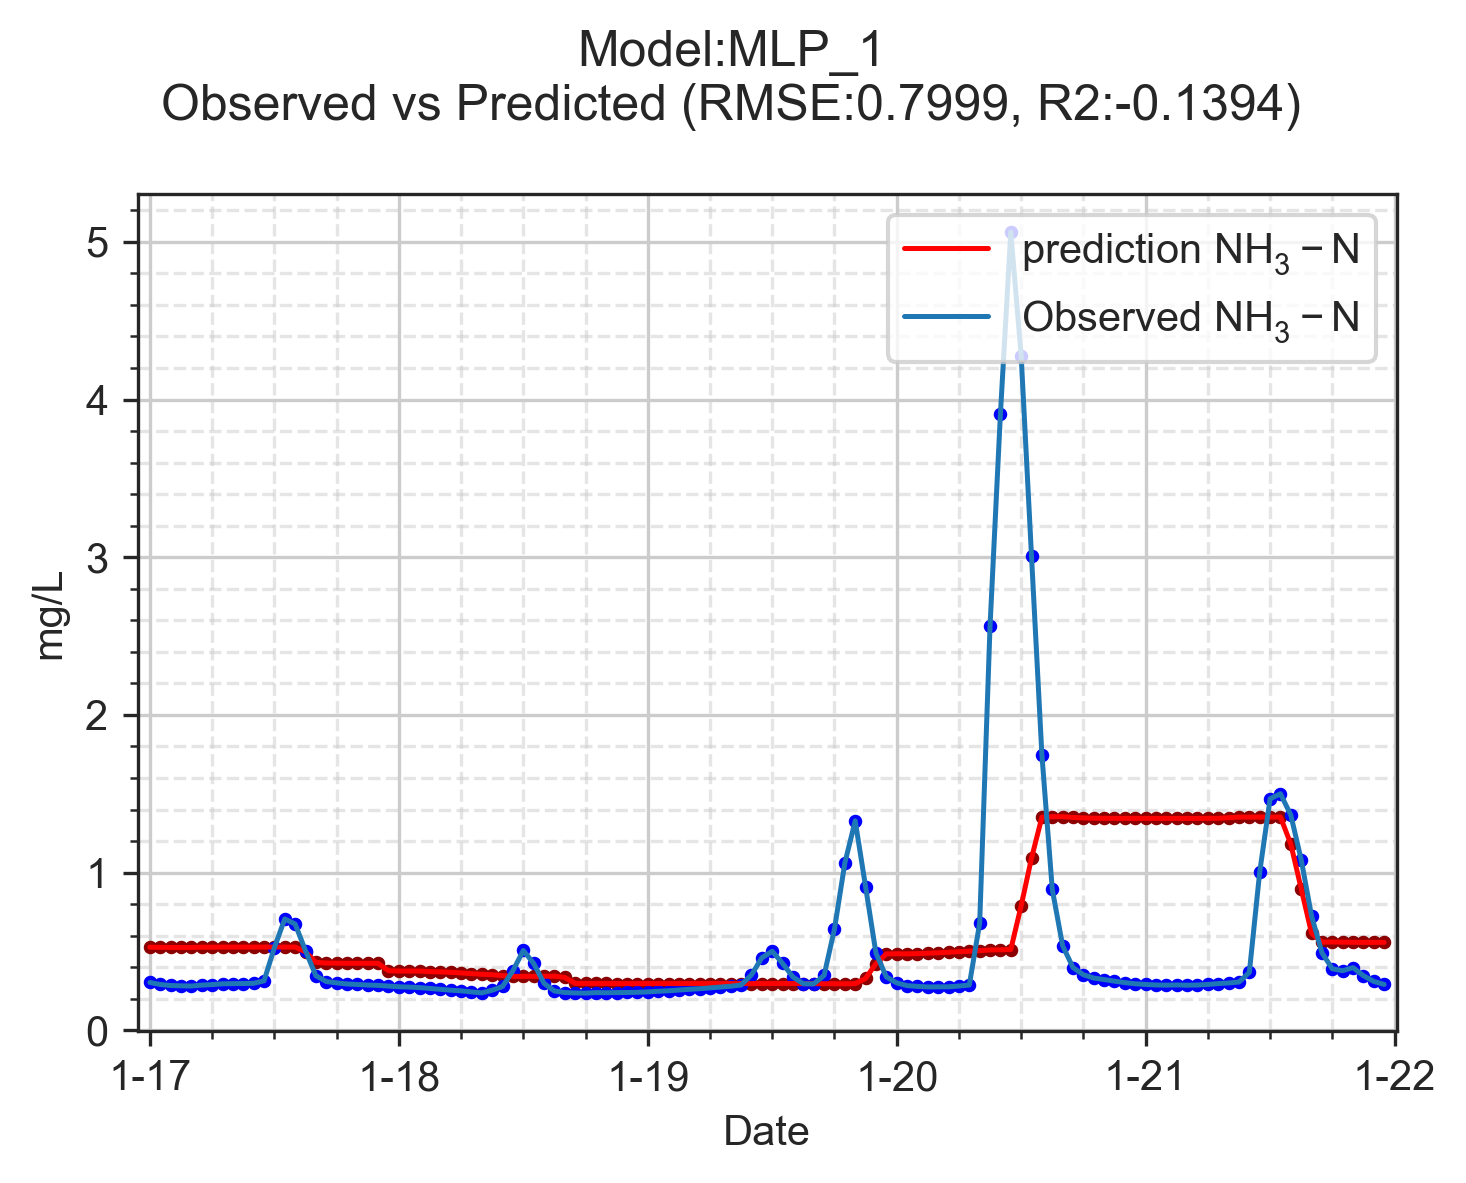 Model:MLP_1
Observed vs Predicted (RMSE:0.7999, R2:-0.1394)
prediction NH₃ − N
Observed NH₃ − N
5
4
3
2
1
0
mg/L
1-17 1-18 1-19 1-20 1-21 1-22
Date